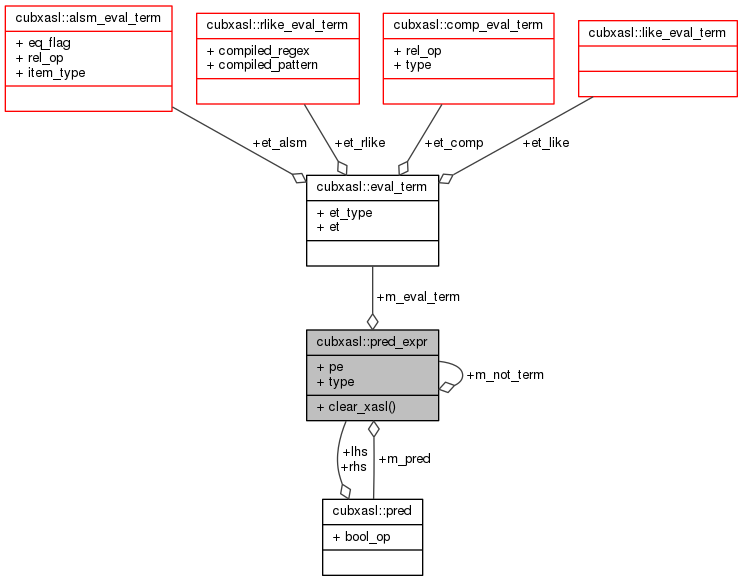 cubxasl::alsm_eval_term
+ eq_flag
+ rel_op
+ item_type
cubxasl::rlike_eval_term
+ compiled_regex
+ compiled_pattern
cubxasl::comp_eval_term
+ rel_op
+ type
cubxasl::like_eval_term
+et_alsm
+et_rlike
+et_comp
+et_like
cubxasl::eval_term
+ et_type
+ et
+m_eval_term
cubxasl::pred_expr
+ pe
+ type
+ clear_xasl()
+m_not_term
+lhs
+rhs
+m_pred
cubxasl::pred
+ bool_op